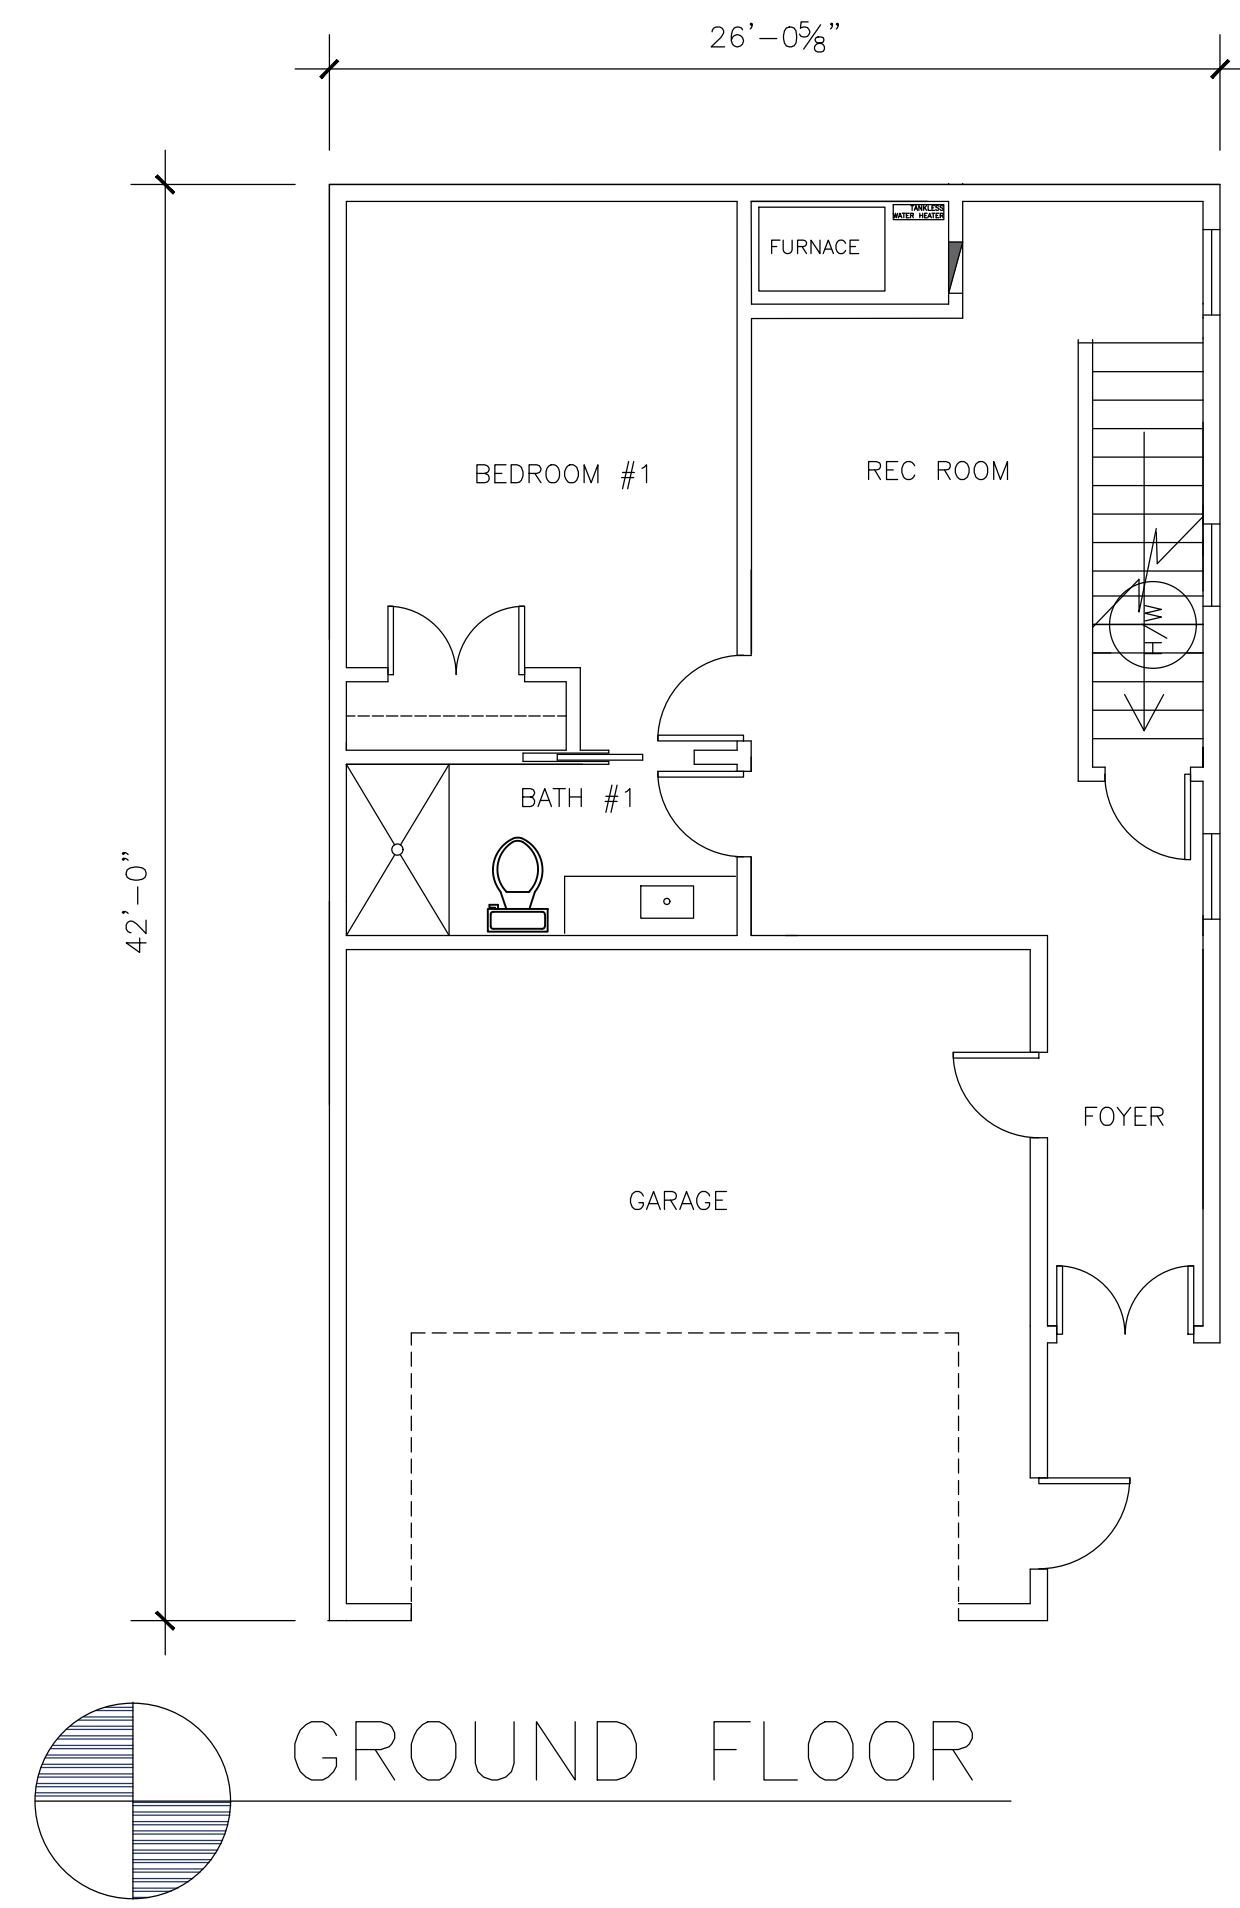 26'-0⅝"
TANKLESS
WATER HEATER
FURNACE
BEDROOM #1
REC ROOM
H/W
BATH #1
42'-0"
FOYER
GARAGE
GROUND FLOOR